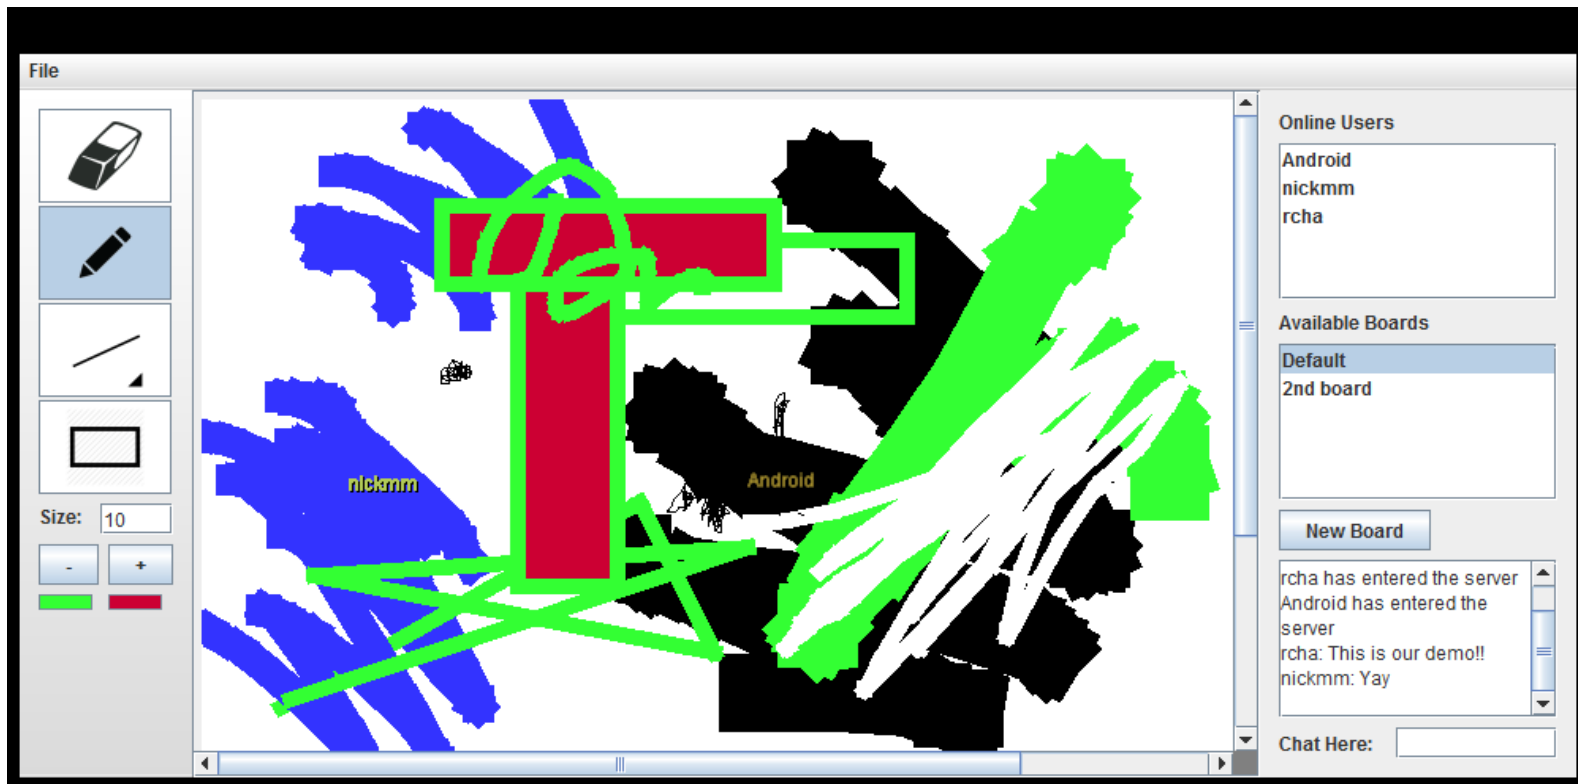 File
Size: 10
-
+
nickmm
Android
Online Users
Android
nickmm
rcha
Available Boards
Default
2nd board
New Board
rcha has entered the server
Android has entered the
server
rcha: This is our demo!!
nickmm: Yay
Chat Here: